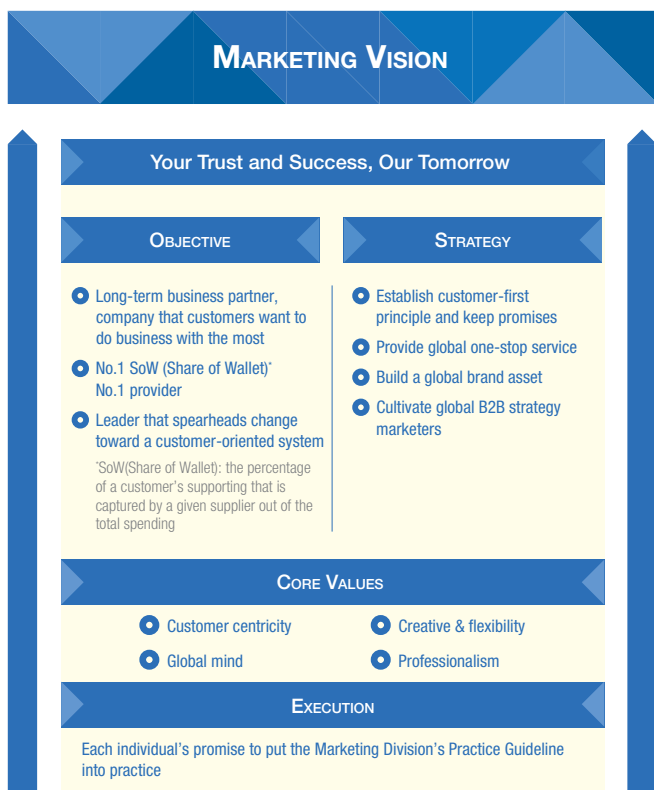 Marketing Vision
Your Trust and Success, Our Tomorrow
Objective
Long-term business partner,
company that customers want to
do business with the most
No.1 SoW (Share of Wallet)*
No.1 provider
Leader that spearheads change
toward a customer-oriented system
*SoW(Share of Wallet): the percentage
of a customer's supporting that is
captured by a given supplier out of the
total spending
Strategy
Establish customer-first
principle and keep promises
Provide global one-stop service
Build a global brand asset
Cultivate global B2B strategy
marketers
Core Values
Customer centricity
Creative & flexibility
Global mind
Professionalism
Execution
Each individual's promise to put the Marketing Division's Practice Guideline
into practice